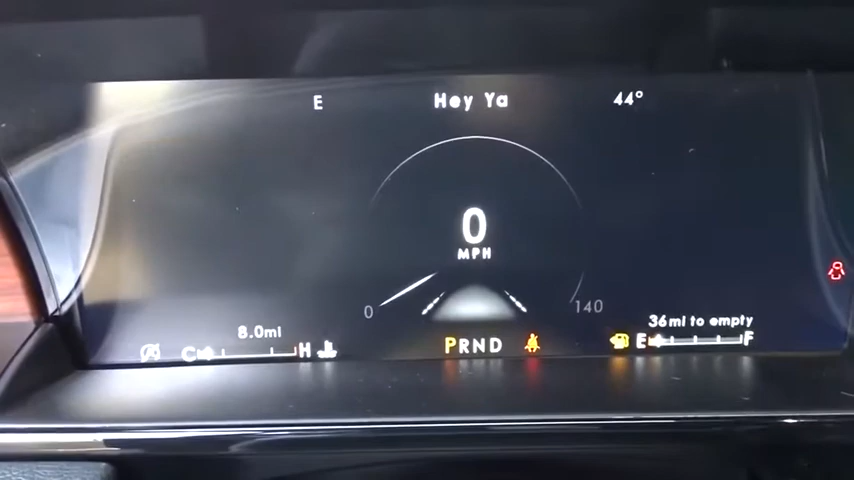 E Hey Ya 44°
0
MPH
0 140
8.0mi 36mi to empty
C H PRND E F